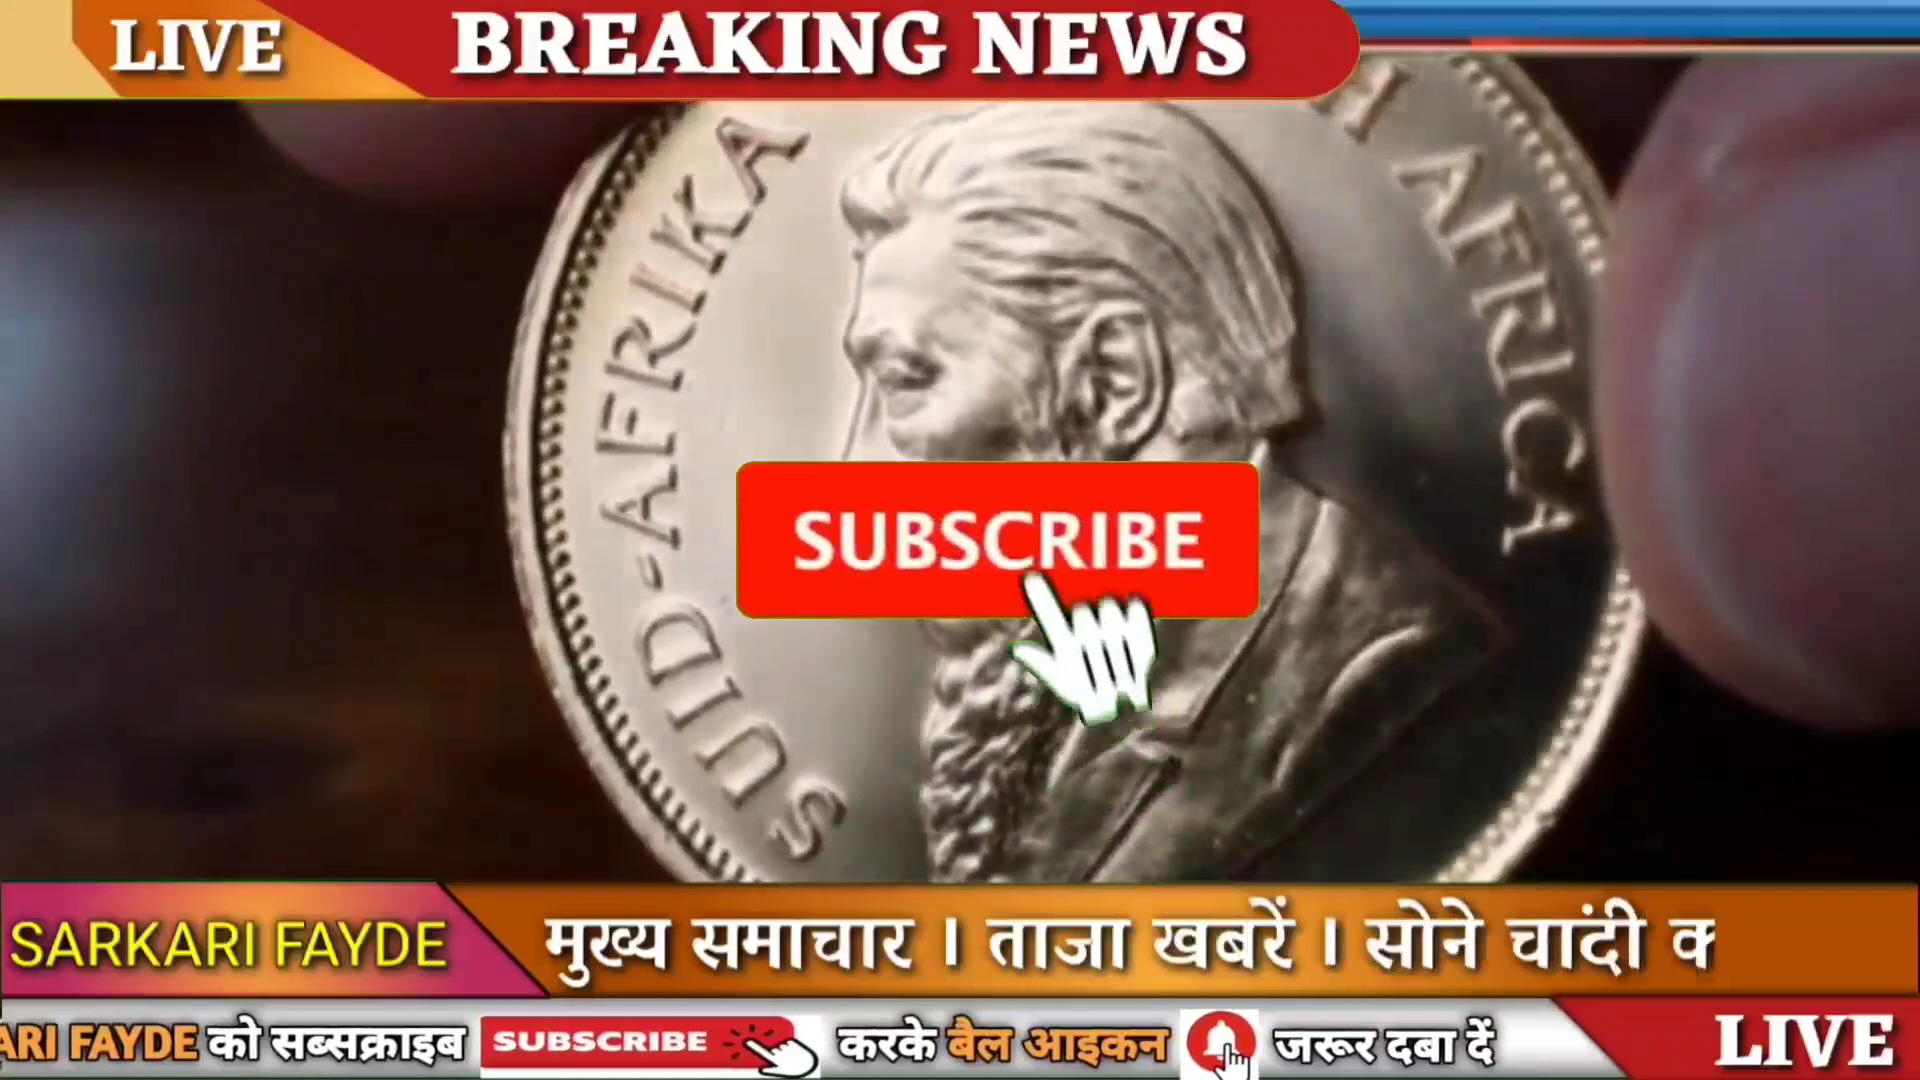 LIVE BREAKING NEWS
SUID-AFRIKA
AFRICA
SUBSCRIBE
SARKARI FAYDE मुख्य समाचार । ताजा खबरें । सोने चांदी
ARI FAYDE को सब्सक्राइब SUBSCRIBE करके बैल आइकन जरूर दबा दें LIVE